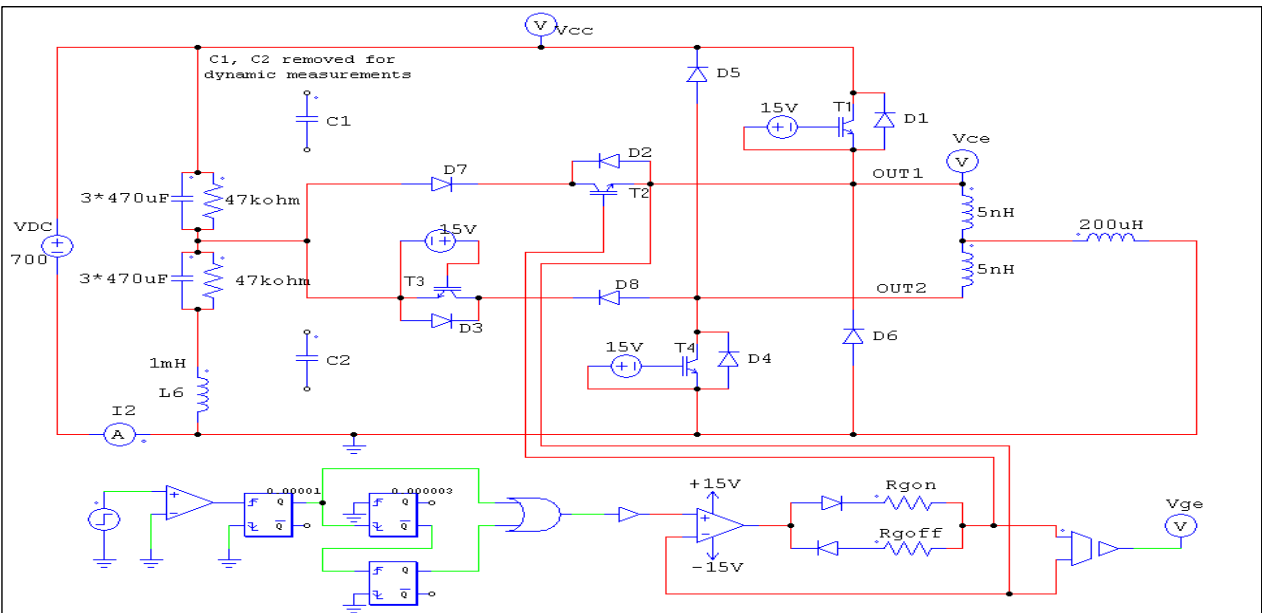 V Vcc
C1, C2 removed for
dynamic measurements
D5
C1
15V
T1
D1
Vce
V
D7
D2
T2
OUT1
3*470uF
47kohm
5nH
200uH
VDC
700
15V
3*470uF
47kohm
T3
D8
5nH
OUT2
D3
C2
15V
T4
D4
D6
1mH
L6
I2
A
0.00001
0.000003
Q
Q
Q
Q
Q
Q
+15V
-15V
Rgon
Rgoff
Vge
V